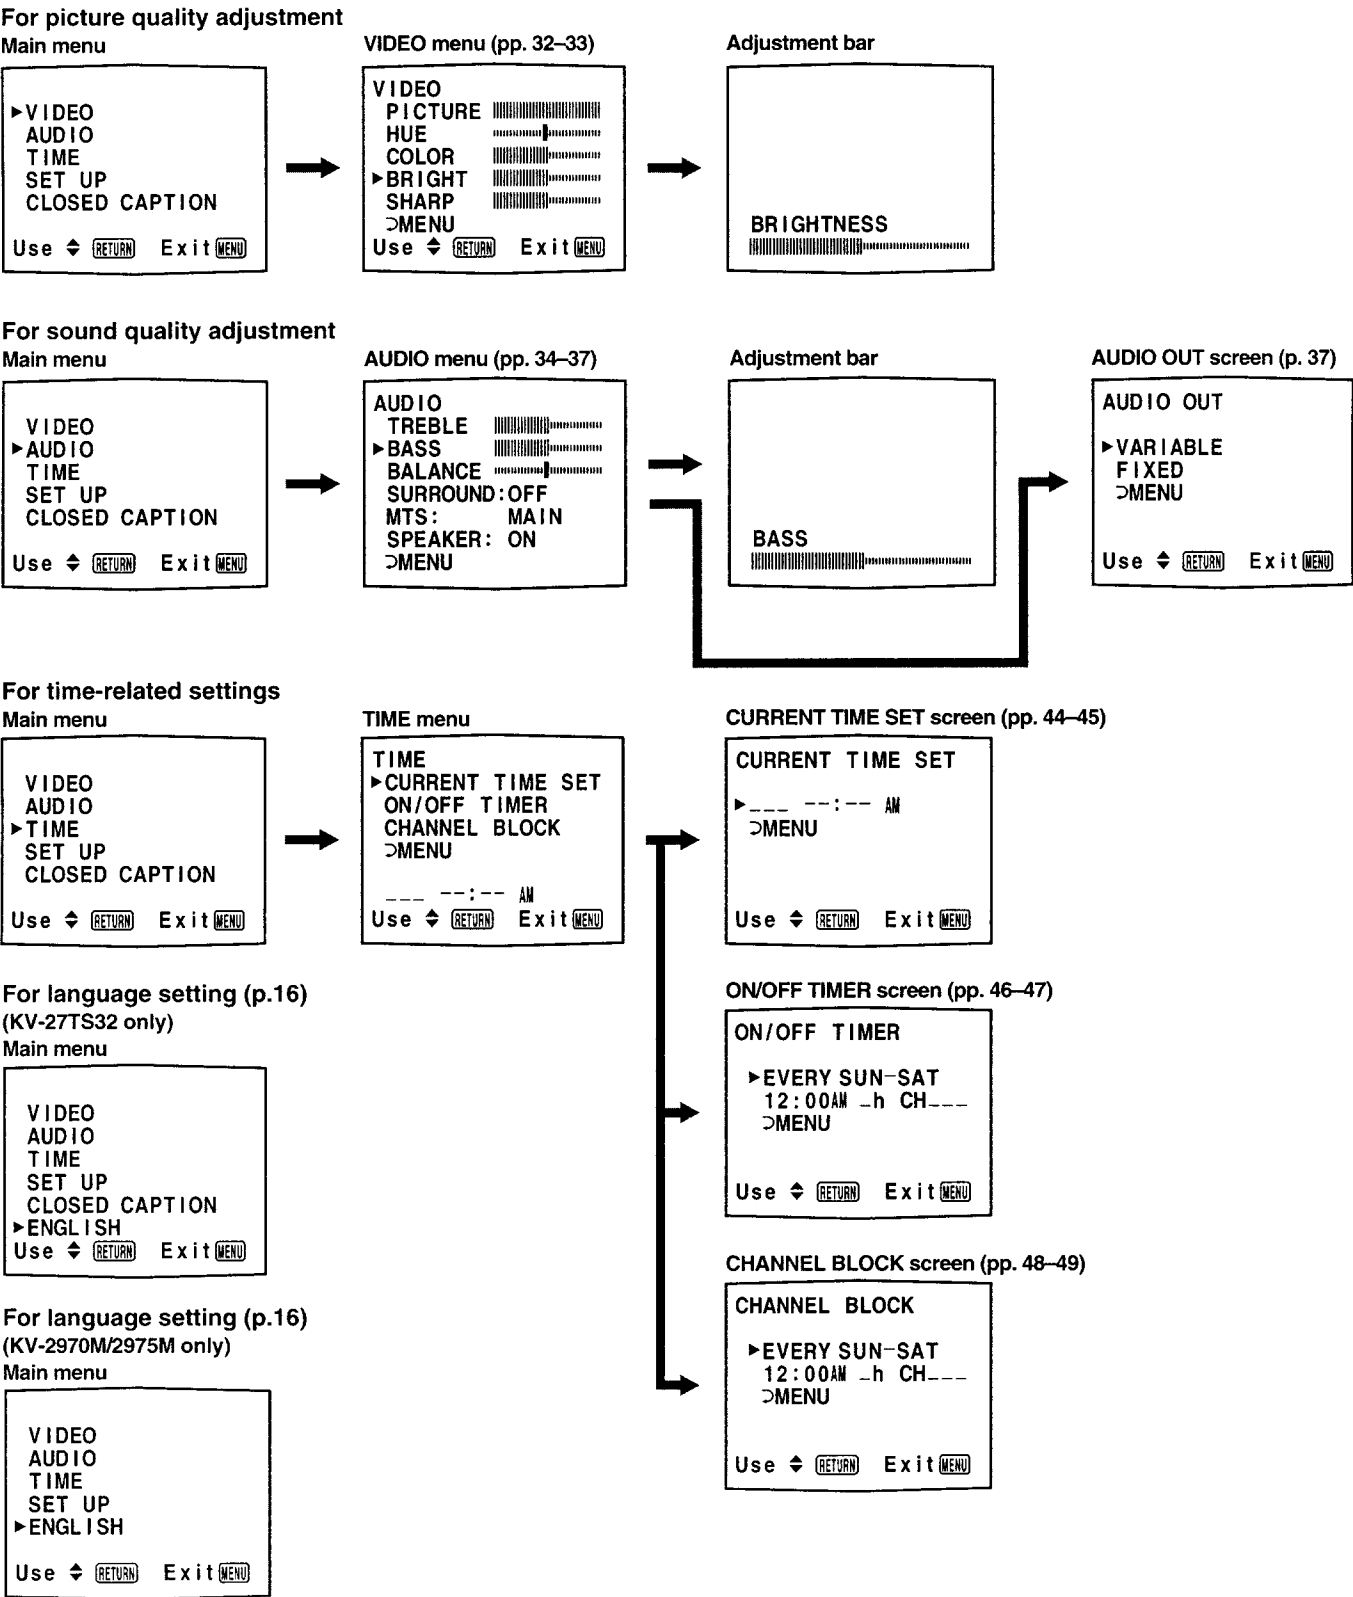 For picture quality adjustment
Main menu
►VIDEO
AUDIO
TIME
SET UP
CLOSED CAPTION
Use RETURN Exit MENU
VIDEO menu (pp. 32–33)
VIDEO
PICTURE
HUE
COLOR
►BRIGHT
SHARP
⊃MENU
Use RETURN Exit MENU
Adjustment bar
BRIGHTNESS
For sound quality adjustment
Main menu
VIDEO
►AUDIO
TIME
SET UP
CLOSED CAPTION
Use RETURN Exit MENU
AUDIO menu (pp. 34–37)
AUDIO
TREBLE
►BASS
BALANCE
SURROUND:OFF
MTS: MAIN
SPEAKER: ON
⊃MENU
Adjustment bar
BASS
AUDIO OUT screen (p. 37)
AUDIO OUT
►VARIABLE
FIXED
⊃MENU
Use RETURN Exit MENU
For time-related settings
Main menu
VIDEO
AUDIO
►TIME
SET UP
CLOSED CAPTION
Use RETURN Exit MENU
TIME menu
TIME
►CURRENT TIME SET
ON/OFF TIMER
CHANNEL BLOCK
⊃MENU
___ --:-- AM
Use RETURN Exit MENU
CURRENT TIME SET screen (pp. 44–45)
CURRENT TIME SET
►___ --:-- AM
⊃MENU
Use RETURN Exit MENU
ON/OFF TIMER screen (pp. 46–47)
ON/OFF TIMER
►EVERY SUN-SAT
12:00AM _h CH___
⊃MENU
Use RETURN Exit MENU
CHANNEL BLOCK screen (pp. 48–49)
CHANNEL BLOCK
►EVERY SUN-SAT
12:00AM _h CH___
⊃MENU
Use RETURN Exit MENU
For language setting (p.16)
(KV-27TS32 only)
Main menu
VIDEO
AUDIO
TIME
SET UP
CLOSED CAPTION
►ENGLISH
Use RETURN Exit MENU
For language setting (p.16)
(KV-2970M/2975M only)
Main menu
VIDEO
AUDIO
TIME
SET UP
►ENGLISH
Use RETURN Exit MENU